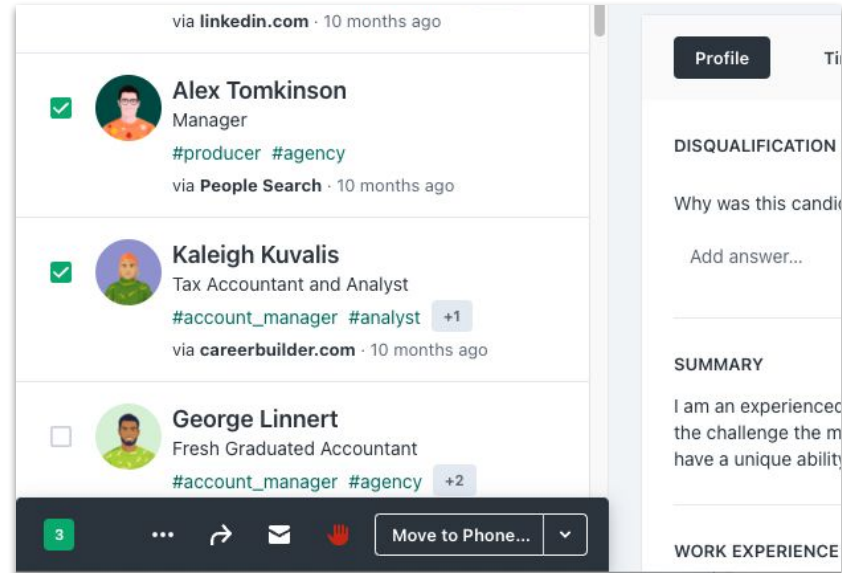 via linkedin.com · 10 months ago
Alex Tomkinson
Manager
#producer #agency
via People Search · 10 months ago
Kaleigh Kuvalis
Tax Accountant and Analyst
#account_manager #analyst +1
via careerbuilder.com · 10 months ago
George Linnert
Fresh Graduated Accountant
#account_manager #agency +2
3 ••• Move to Phone...
Profile
DISQUALIFICATION
Why was this
Add answer...
SUMMARY
I am an experienced
the challenge the
have a unique ability
WORK EXPERIENCE